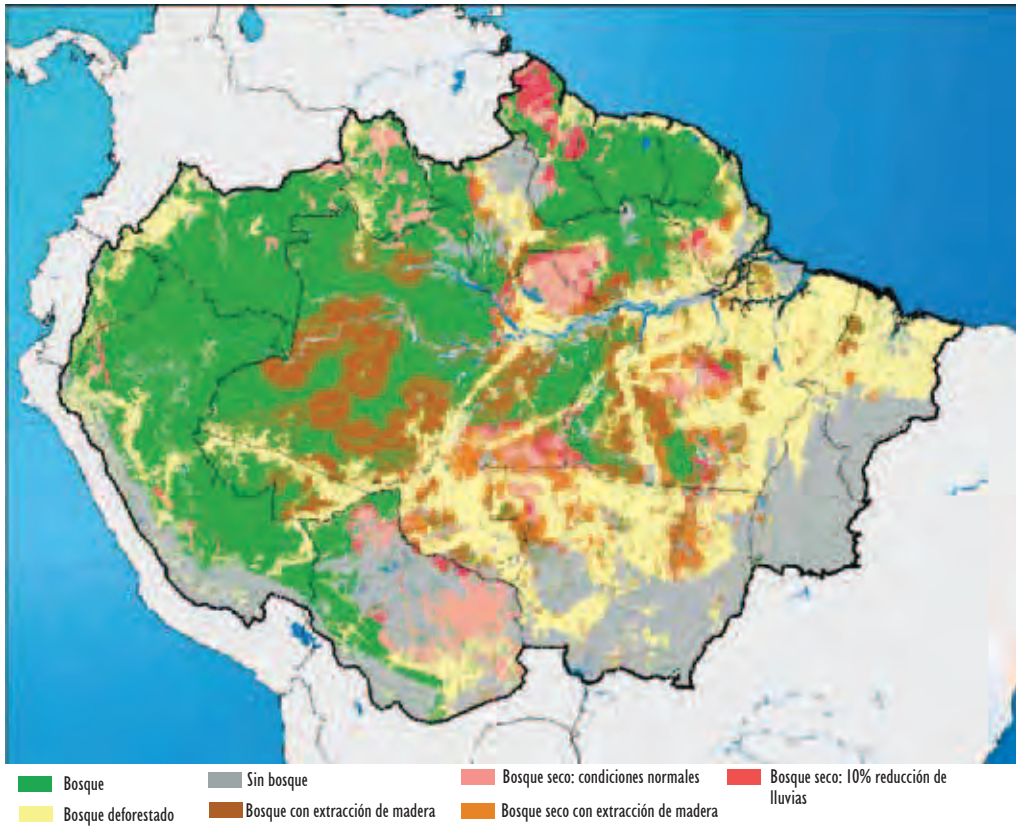 Bosque
Sin bosque
Bosque seco: condiciones normales
Bosque seco: 10% reducción de
lluvias
Bosque deforestado
Bosque con extracción de madera
Bosque seco con extracción de madera